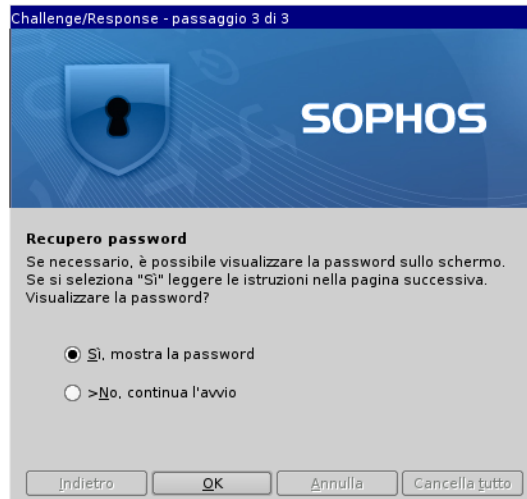 Challenge/Response - passaggio 3 di 3
SOPHOS
Recupero password
Se necessario, è possibile visualizzare la password sullo schermo.
Se si seleziona "Sì" leggere le istruzioni nella pagina successiva.
Visualizzare la password?
Sì, mostra la password
>No, continua l'avvio
Indietro OK Annulla Cancella tutto